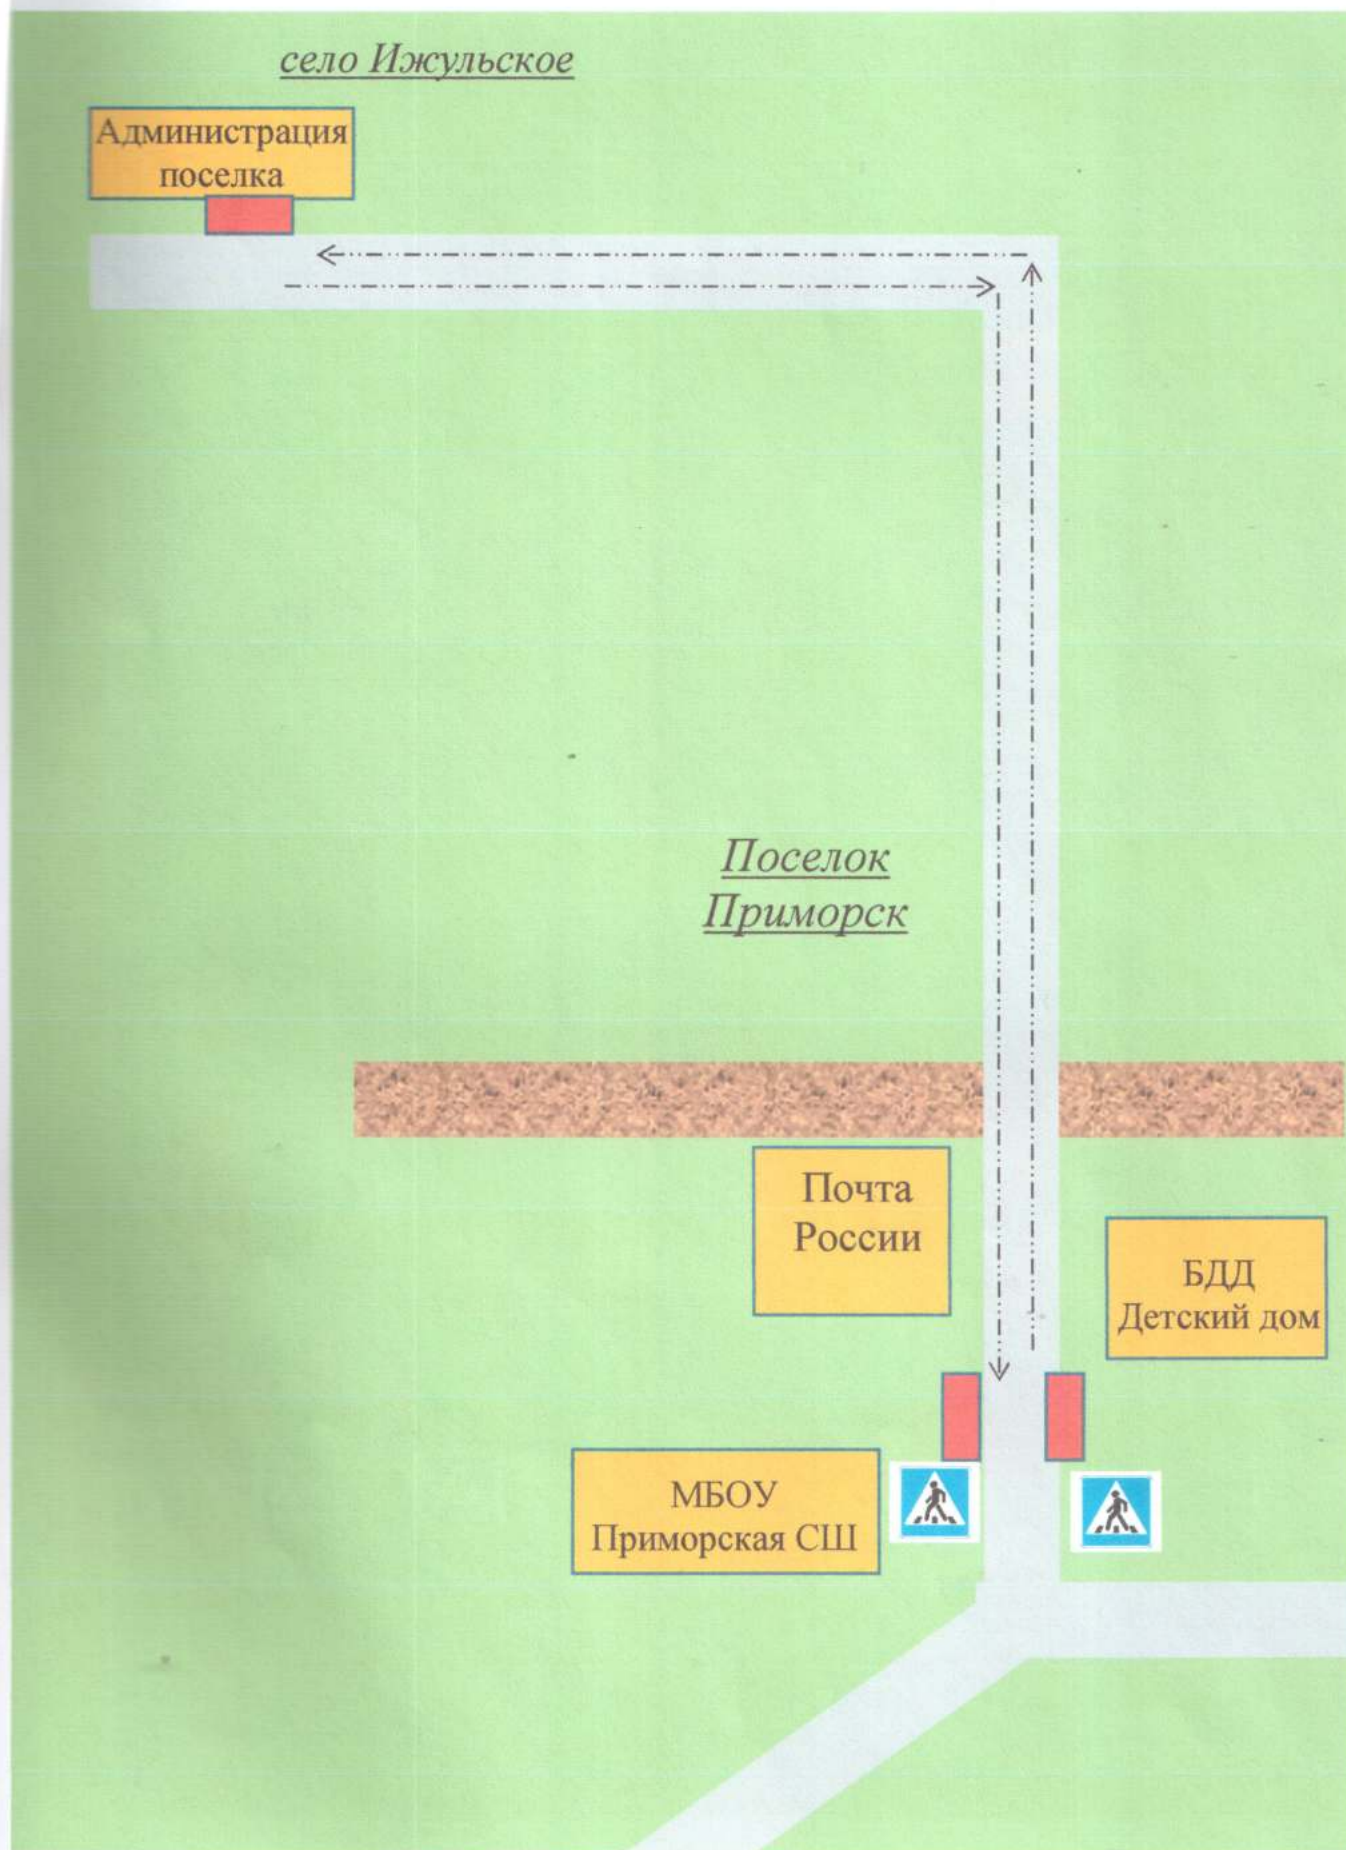 село Ижульское
Администрация
поселка
Поселок
Приморск
Почта
России
БДД
Детский дом
МБОУ
Приморская СШ